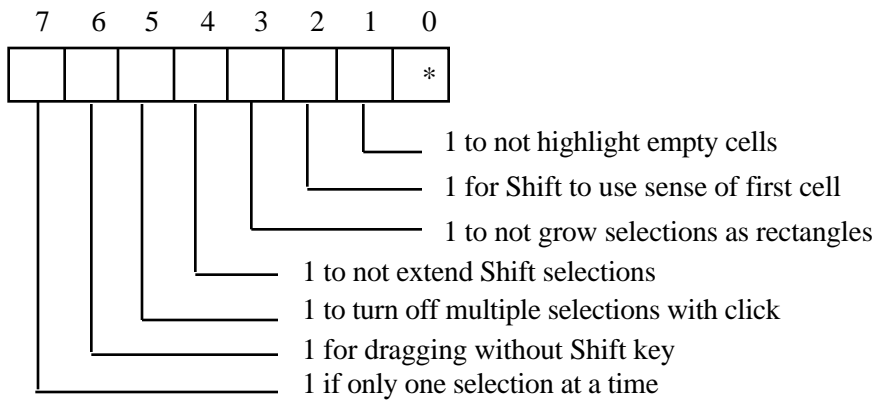 7 6 5 4 3 2 1 0
*
1 to not highlight empty cells
1 for Shift to use sense of first cell
1 to not grow selections as rectangles
1 to not extend Shift selections
1 to turn off multiple selections with click
1 for dragging without Shift key
1 if only one selection at a time